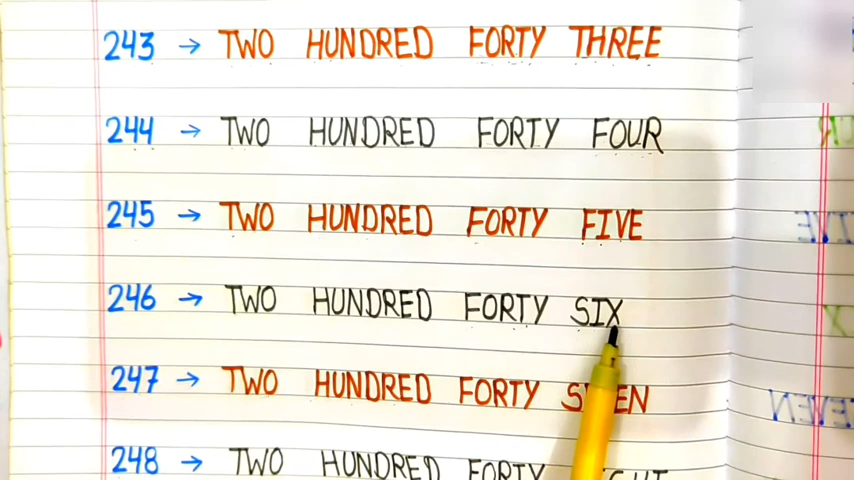 243 → TWO HUNDRED FORTY THREE
244 → TWO HUNDRED FORTY FOUR
245 → TWO HUNDRED FORTY FIVE
246 → TWO HUNDRED FORTY SIX
247 → TWO HUNDRED FORTY SEVEN
248 → TWO HUNDRED FORTY